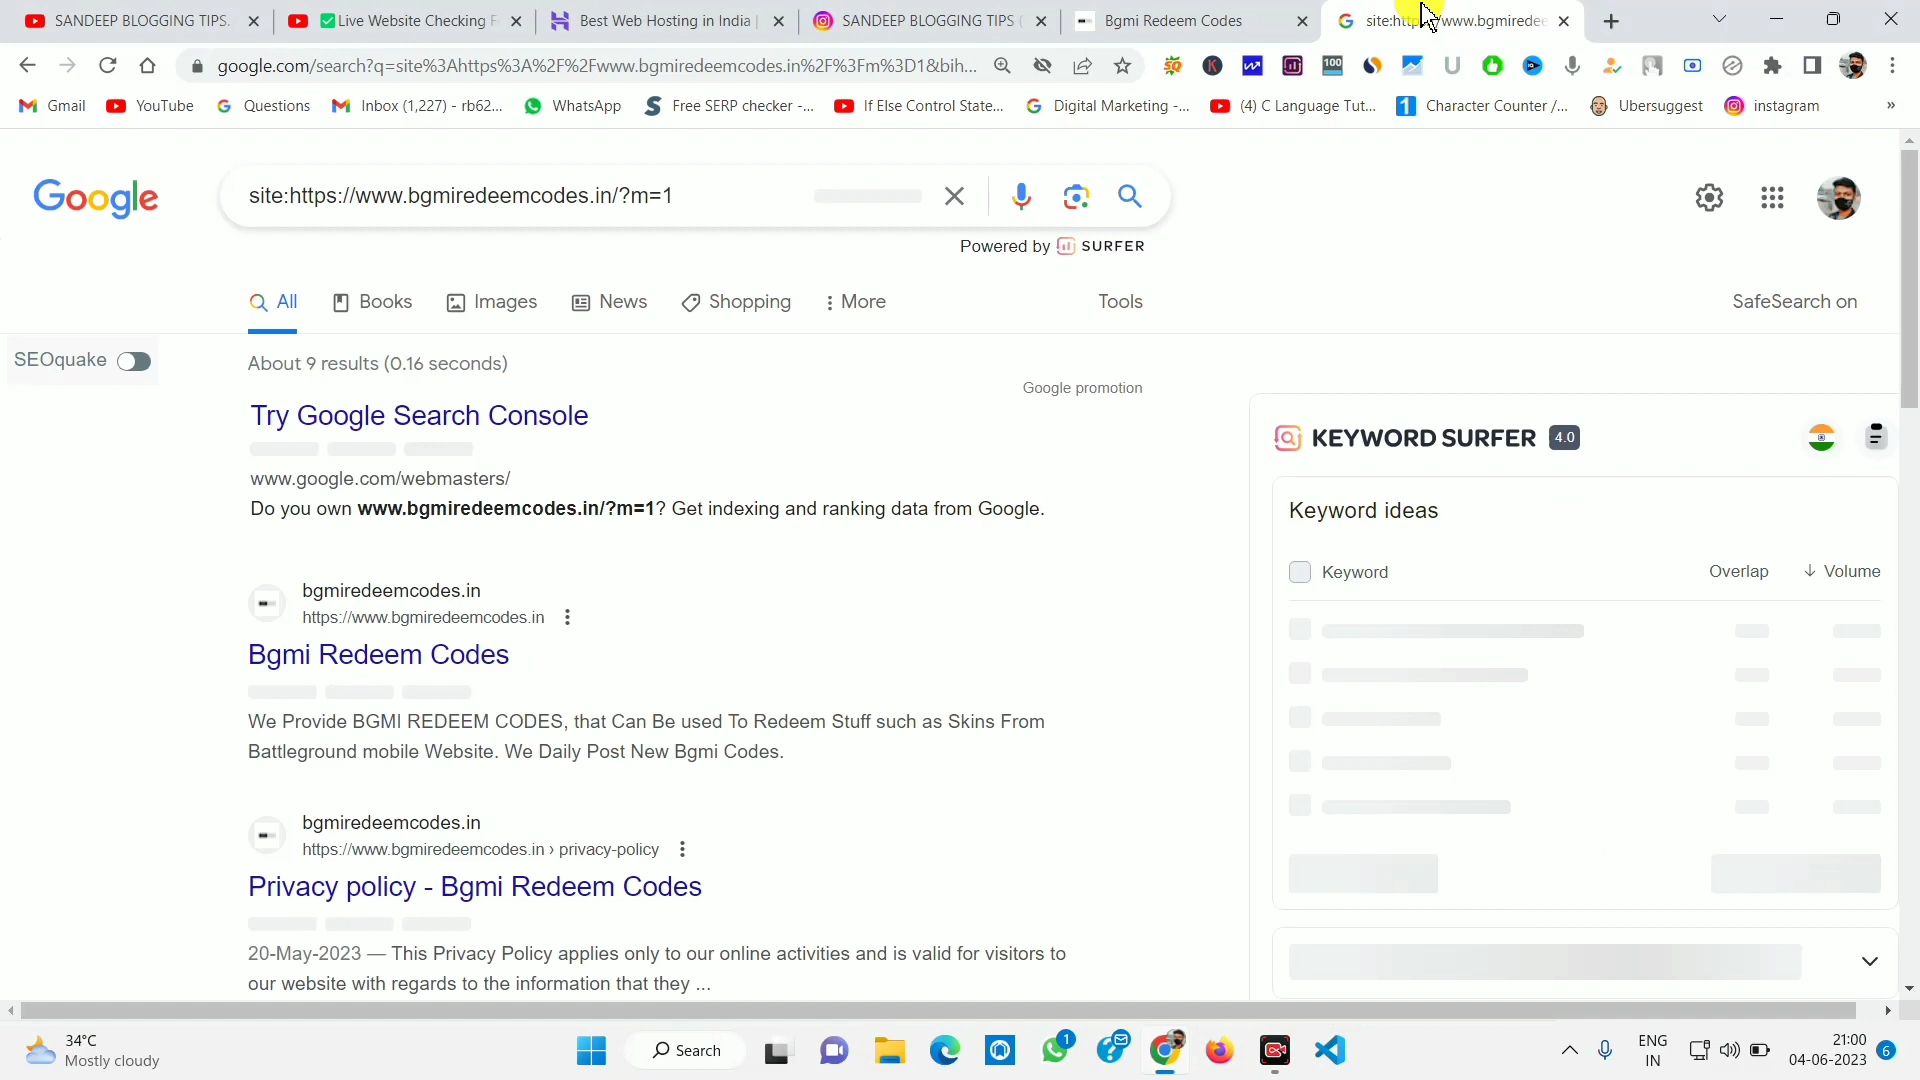 SANDEEP BLOGGING TIPS.
Live Website Checking F
Best Web Hosting in India |
SANDEEP BLOGGING TIPS (
Bgmi Redeem Codes
google.com/search?q=site%3Ahttps%3A%2F%2Fwww.bgmiredeemcodes.in%2F%3Fm%3D1&bih...
100
Gmail
YouTube
Questions
Inbox (1,227) - rb62...
WhatsApp
Free SERP checker -...
If Else Control State...
Digital Marketing -...
(4) C Language Tut...
Character Counter /...
Ubersuggest
instagram
»
Google
site:https://www.bgmiredeemcodes.in/?m=1
Powered by SURFER
All
Books
Images
News
Shopping
More
Tools
SafeSearch on
SEOquake
About 9 results (0.16 seconds)
Google promotion
Try Google Search Console
www.google.com/webmasters/
Do you own www.bgmiredeemcodes.in/?m=1? Get indexing and ranking data from Google.
bgmiredeemcodes.in
https://www.bgmiredeemcodes.in
Bgmi Redeem Codes
We Provide BGMI REDEEM CODES, that Can Be used To Redeem Stuff such as Skins From
Battleground mobile Website. We Daily Post New Bgmi Codes.
bgmiredeemcodes.in
https://www.bgmiredeemcodes.in › privacy-policy
Privacy policy - Bgmi Redeem Codes
20-May-2023 — This Privacy Policy applies only to our online activities and is valid for visitors to
our website with regards to the information that they ...
KEYWORD SURFER 4.0
Keyword ideas
Keyword
Overlap
Volume
34°C
Mostly cloudy
Search
1
ENG
IN
21:00
04-06-2023
6